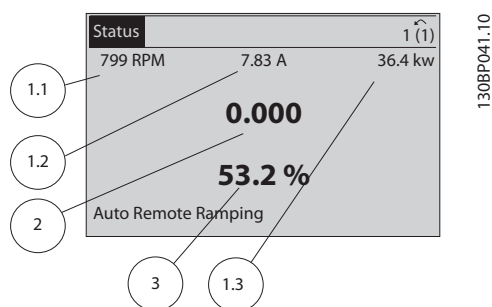 Status
1 (1)
799 RPM 7.83 A 36.4 kw
0.000
53.2 %
Auto Remote Ramping
1.1
1.2
2
3
1.3
130BP041.10